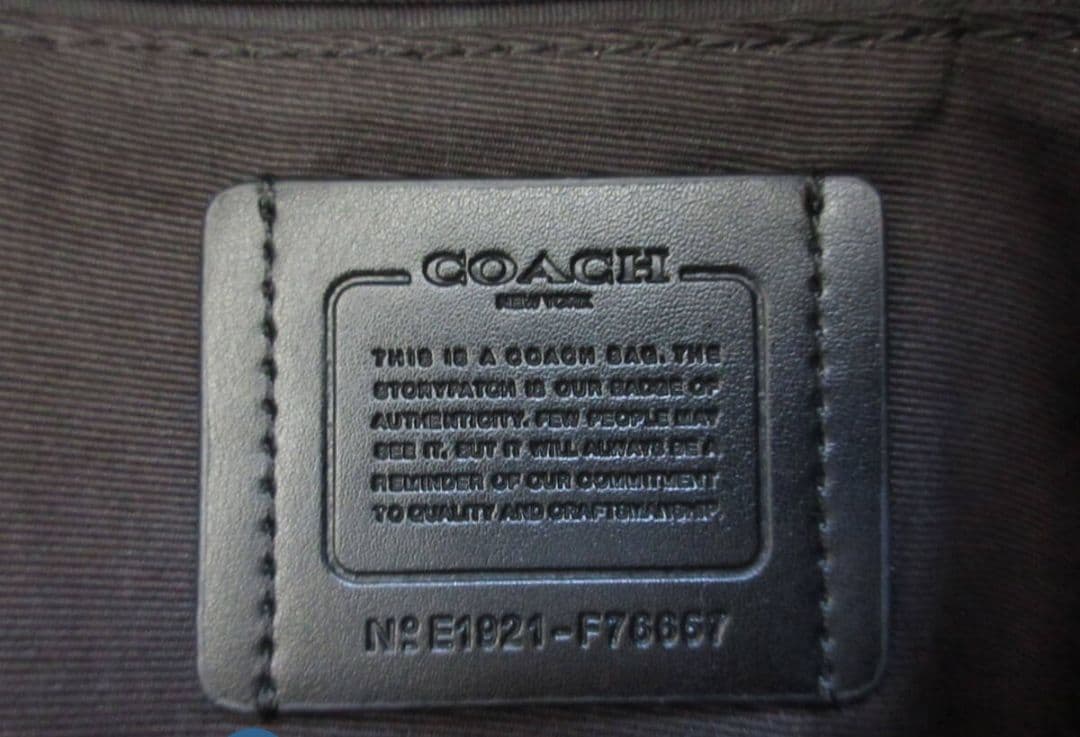 COACH
NEW YORK
THIS IS A COACH BAG. THE
STORYPATCH IS OUR BADGE OF
AUTHENTICITY. FEW PEOPLE MAY
SEE IT, BUT IT WILL ALWAYS BE A
REMINDER OF OUR COMMITMENT
TO QUALITY AND CRAFTSMANSHIP.
Nº E1921-F76667